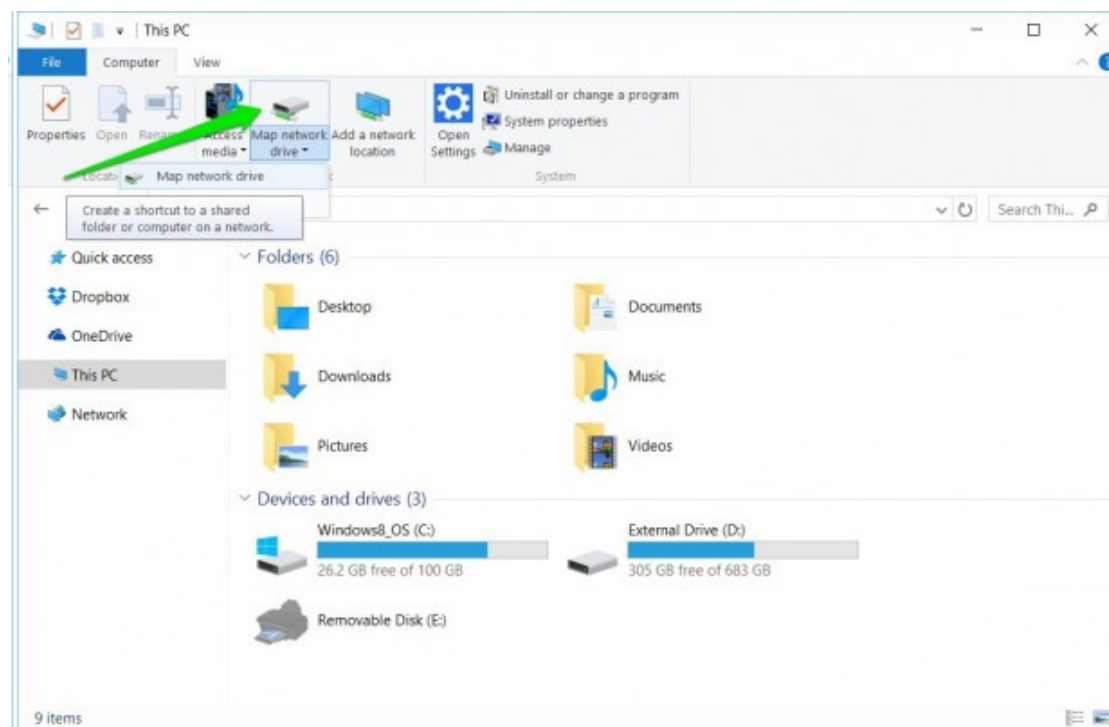 This PC
File Computer View
Properties Open Access media Map network drive Add a network location Open Settings Uninstall or change a program
System properties
Manage
Map network drive
System
Create a shortcut to a shared
folder or computer on a network.
Search Thi...
Quick access
Dropbox
OneDrive
This PC
Network
Folders (6)
Desktop Documents
Downloads Music
Pictures Videos
Devices and drives (3)
Windows8_OS (C:) External Drive (D:)
26.2 GB free of 100 GB 305 GB free of 683 GB
Removable Disk (E:)
9 items